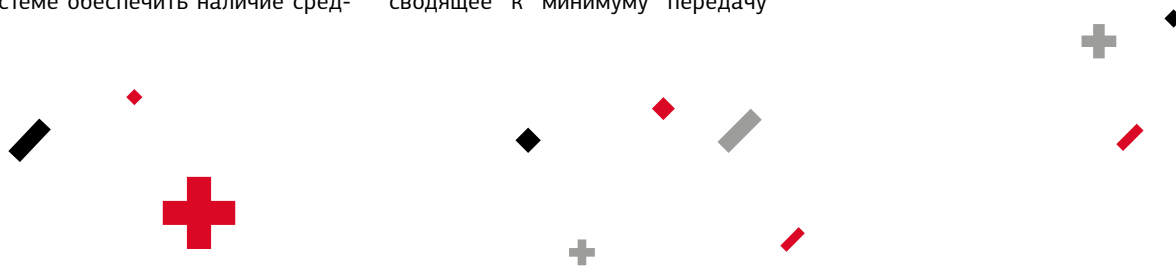 стеме обеспечить наличие сред-
сводящее к минимуму передачу